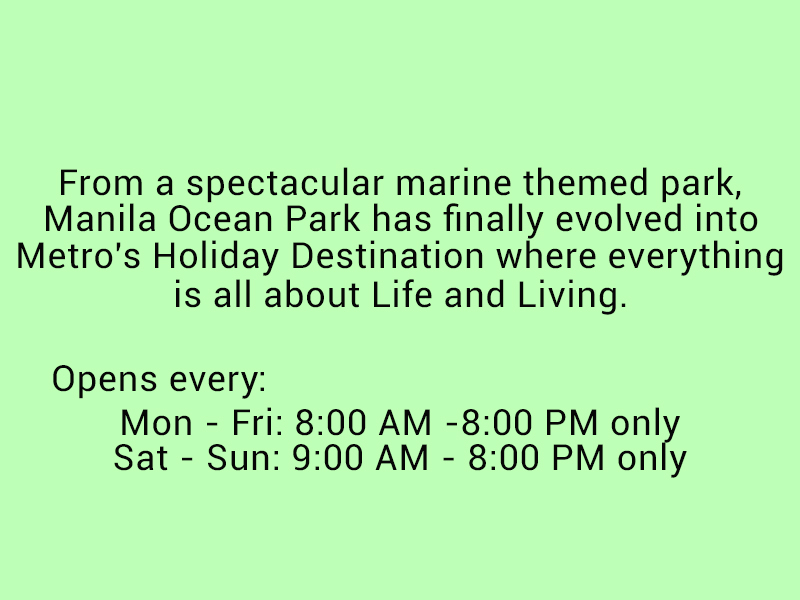 From a spectacular marine themed park,
Manila Ocean Park has finally evolved into
Metro's Holiday Destination where everything
is all about Life and Living.
Opens every:
Mon - Fri: 8:00 AM -8:00 PM only
Sat - Sun: 9:00 AM - 8:00 PM only